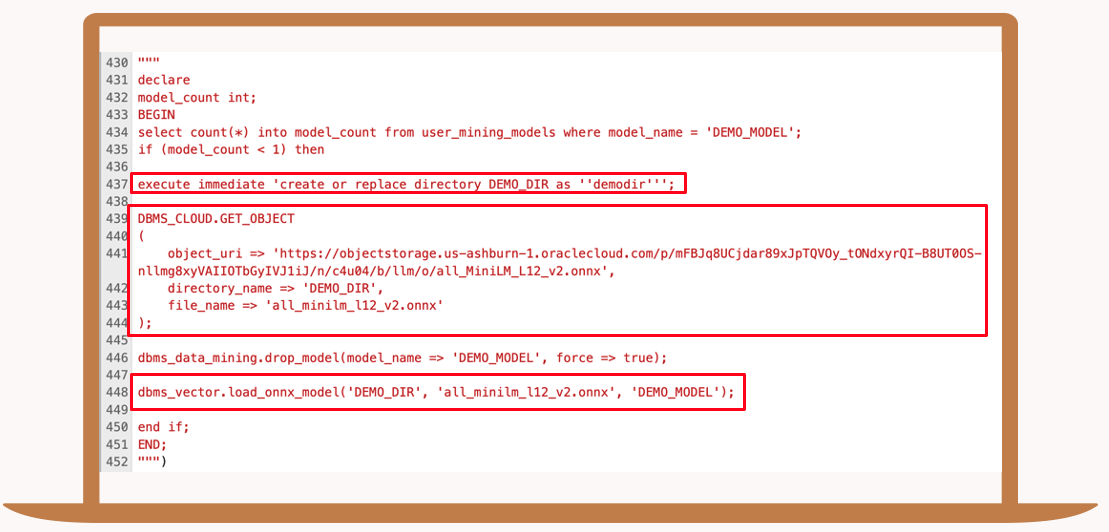 430 """
431 declare
432 model_count int;
433 BEGIN
434 select count(*) into model_count from user_mining_models where model_name = 'DEMO_MODEL';
435 if (model_count < 1) then
436
437 execute immediate 'create or replace directory DEMO_DIR as ''demodir''';
438
439 DBMS_CLOUD.GET_OBJECT
440 (
441 object_uri => 'https://objectstorage.us-ashburn-1.oraclecloud.com/p/mFBJq8UCjdar89xJpTQVOy_tONdxyrQI-B8UT0OS-
nllmg8xyVAIIOTbGyIVJ1iJ/n/c4u04/b/llm/o/all_MiniLM_L12_v2.onnx',
442 directory_name => 'DEMO_DIR',
443 file_name => 'all_minilm_l12_v2.onnx'
444 );
445
446 dbms_data_mining.drop_model(model_name => 'DEMO_MODEL', force => true);
447
448 dbms_vector.load_onnx_model('DEMO_DIR', 'all_minilm_l12_v2.onnx', 'DEMO_MODEL');
449
450 end if;
451 END;
452 """)